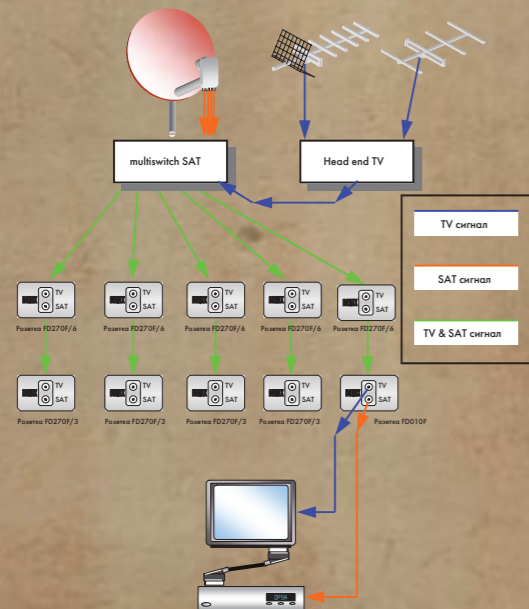 multiswitch SAT
Head end TV
TV сигнал
SAT сигнал
TV & SAT сигнал
TV
SAT
TV
SAT
TV
SAT
TV
SAT
TV
SAT
Розетка FD270F/6
Розетка FD270F/6
Розетка FD270F/6
Розетка FD270F/6
Розетка FD270F/6
TV
SAT
TV
SAT
TV
SAT
TV
SAT
TV
SAT
Розетка FD270F/3
Розетка FD270F/3
Розетка FD270F/3
Розетка FD270F/3
Розетка FD010F